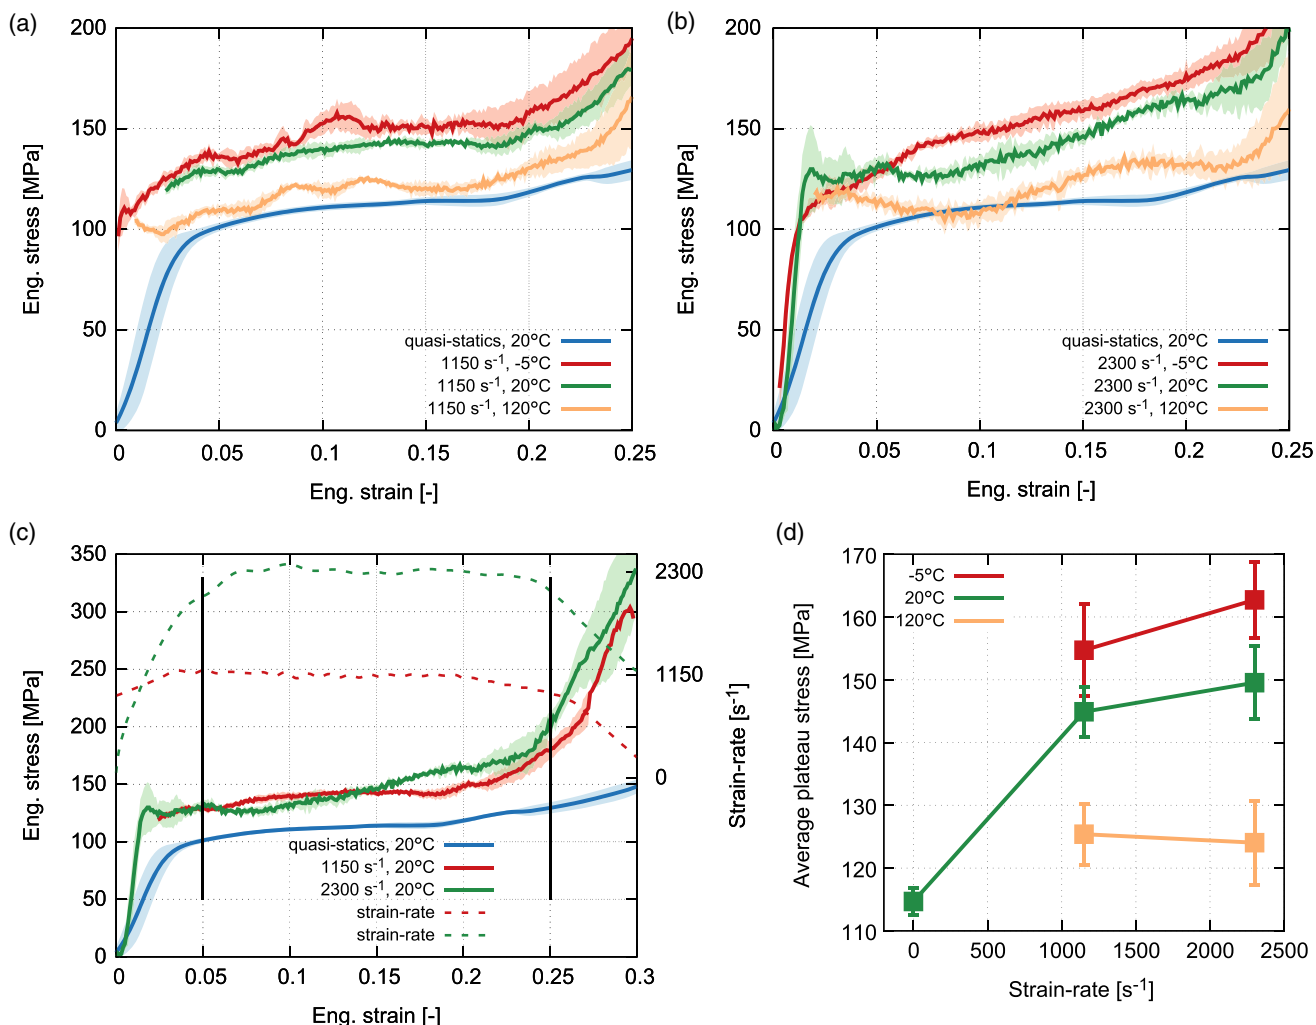 (a)
200
150
100
50
0
Eng. stress [MPa]
quasi-statics, 20°C
1150 s-1, -5°C
1150 s-1, 20°C
1150 s-1, 120°C
0 0.05 0.1 0.15 0.2 0.25
Eng. strain [-]
(b)
200
150
100
50
0
Eng. stress [MPa]
quasi-statics, 20°C
2300 s-1, -5°C
2300 s-1, 20°C
2300 s-1, 120°C
0 0.05 0.1 0.15 0.2 0.25
Eng. strain [-]
(c)
350
300
250
200
150
100
50
0
Eng. stress [MPa]
2300
1150
0
Strain-rate [s-1]
quasi-statics, 20°C
1150 s-1, 20°C
2300 s-1, 20°C
strain-rate
strain-rate
0 0.05 0.1 0.15 0.2 0.25 0.3
Eng. strain [-]
(d)
170
160
150
140
130
120
110
Average plateau stress [MPa]
-5°C
20°C
120°C
0 500 1000 1500 2000 2500
Strain-rate [s-1]